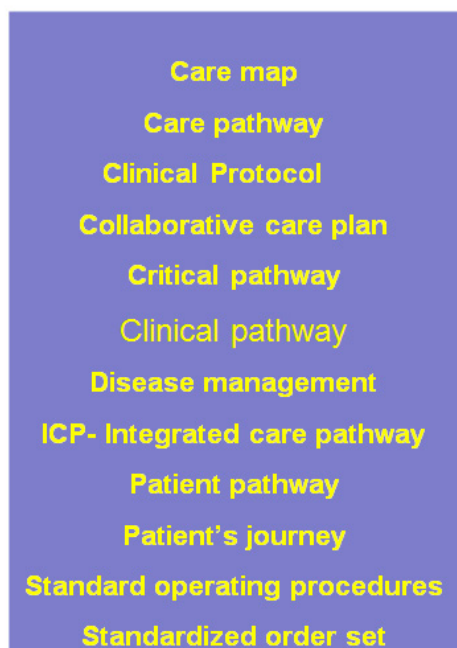 Care map
Care pathway
Clinical Protocol
Collaborative care plan
Critical pathway
Clinical pathway
Disease management
ICP- Integrated care pathway
Patient pathway
Patient’s journey
Standard operating procedures
Standardized order set